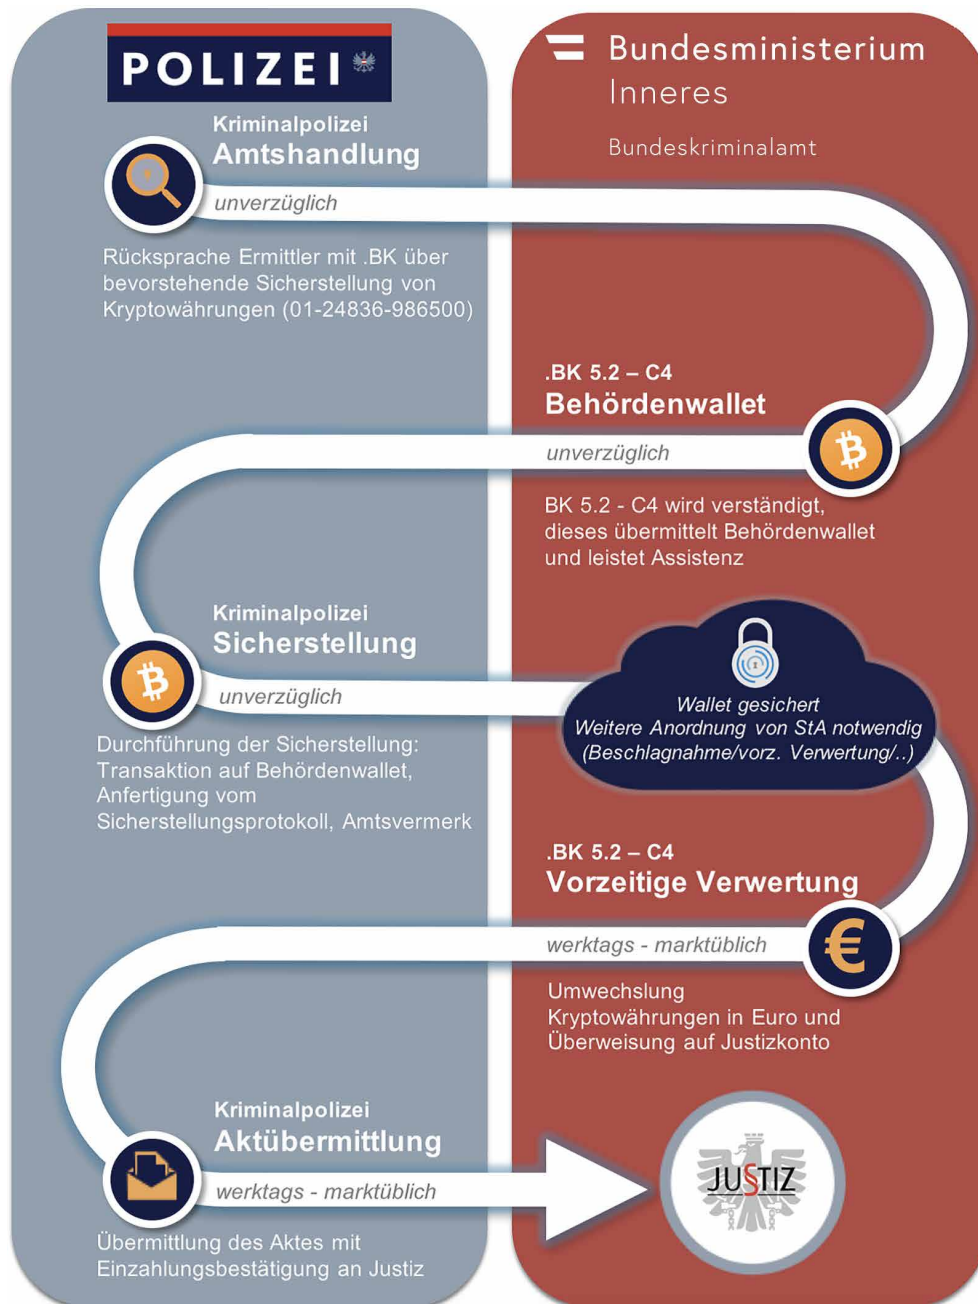 POLIZEI
Bundesministerium
Inneres
Bundeskriminalamt
Kriminalpolizei
Amtshandlung
unverzüglich
Rücksprache Ermittler mit .BK über
bevorstehende Sicherstellung von
Kryptowährungen (01-24836-986500)
.BK 5.2 – C4
Behördenwallet
unverzüglich
BK 5.2 - C4 wird verständigt,
dieses übermittelt Behördenwallet
und leistet Assistenz
Kriminalpolizei
Sicherstellung
unverzüglich
Durchführung der Sicherstellung:
Transaktion auf Behördenwallet,
Anfertigung vom
Sicherstellungsprotokoll, Amtsvermerk
Wallet gesichert
Weitere Anordnung von StA notwendig
(Beschlagnahme/vorz. Verwertung/..)
.BK 5.2 – C4
Vorzeitige Verwertung
werktags - marktüblich
€
Umwechslung
Kryptowährungen in Euro und
Überweisung auf Justizkonto
Kriminalpolizei
Aktübermittlung
werktags - marktüblich
Übermittlung des Aktes mit
Einzahlungsbestätigung an Justiz
JU§TIZ